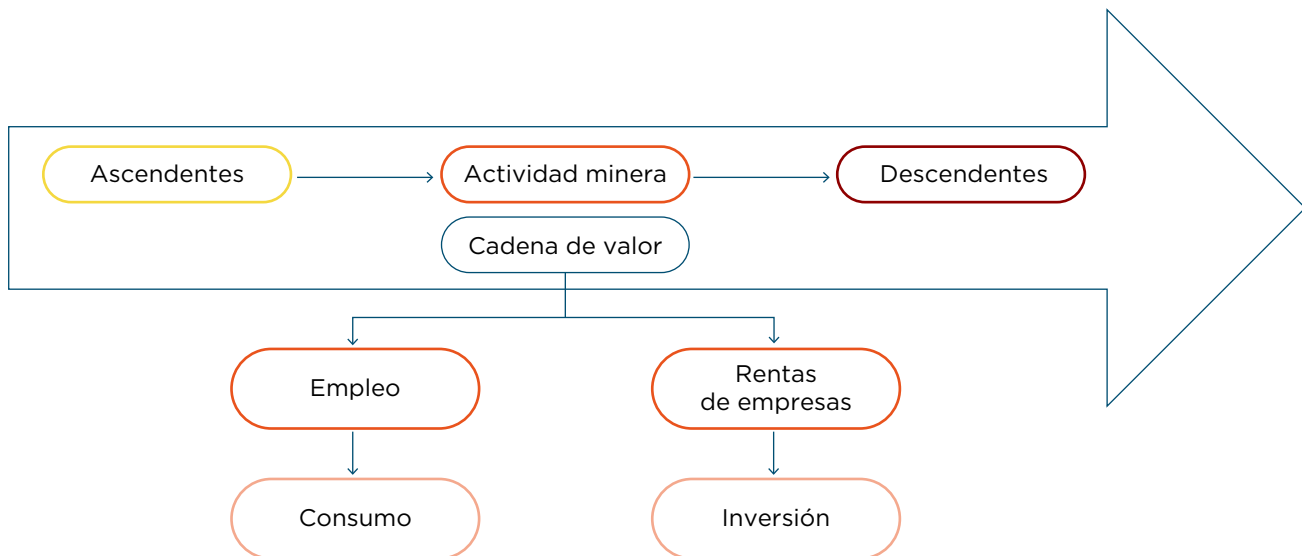 Ascendentes
Actividad minera
Descendentes
Cadena de valor
Empleo
Rentas
de empresas
Consumo
Inversión